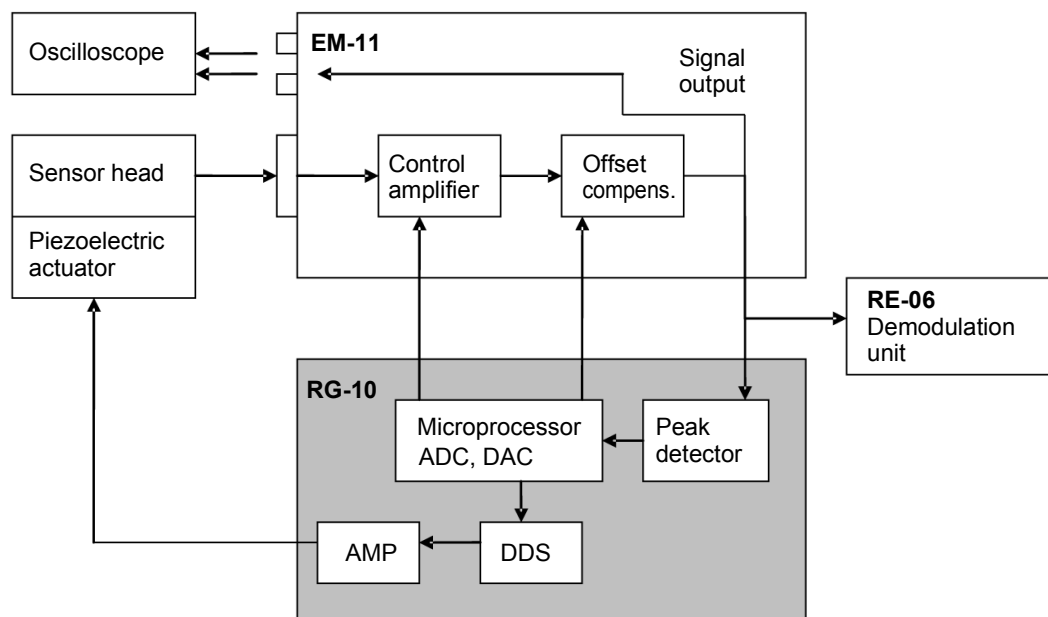 Oscilloscope
EM-11
Signal
output
Sensor head
Control
amplifier
Offset
compens.
Piezoelectric
actuator
RE-06
Demodulation
unit
RG-10
Microprocessor
ADC, DAC
Peak
detector
AMP
DDS